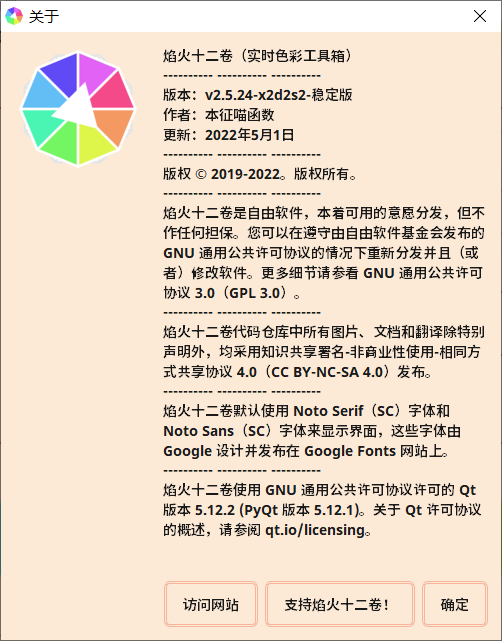 关于
焰火十二卷（实时色彩工具箱）
---------- ---------- ----------
版本：v2.5.24-x2d2s2-稳定版
作者：本征喵函数
更新：2022年5月1日
---------- ---------- ----------
版权 © 2019-2022。版权所有。
---------- ---------- ----------
焰火十二卷是自由软件，本着可用的意愿分发，但不
作任何担保。您可以在遵守由自由软件基金会发布的
GNU 通用公共许可协议的情况下重新分发并且（或
者）修改软件。更多细节请参看 GNU 通用公共许可
协议 3.0（GPL 3.0）。
---------- ---------- ----------
焰火十二卷代码仓库中所有图片、文档和翻译除特别
声明外，均采用知识共享署名-非商业性使用-相同方
式共享协议 4.0（CC BY-NC-SA 4.0）发布。
---------- ---------- ----------
焰火十二卷默认使用 Noto Serif（SC）字体和
Noto Sans（SC）字体来显示界面，这些字体由
Google 设计并发布在 Google Fonts 网站上。
---------- ---------- ----------
焰火十二卷使用 GNU 通用公共许可协议许可的 Qt
版本 5.12.2 (PyQt 版本 5.12.1)。关于 Qt 许可协议
的概述，请参阅 qt.io/licensing。
访问网站 支持焰火十二卷！ 确定